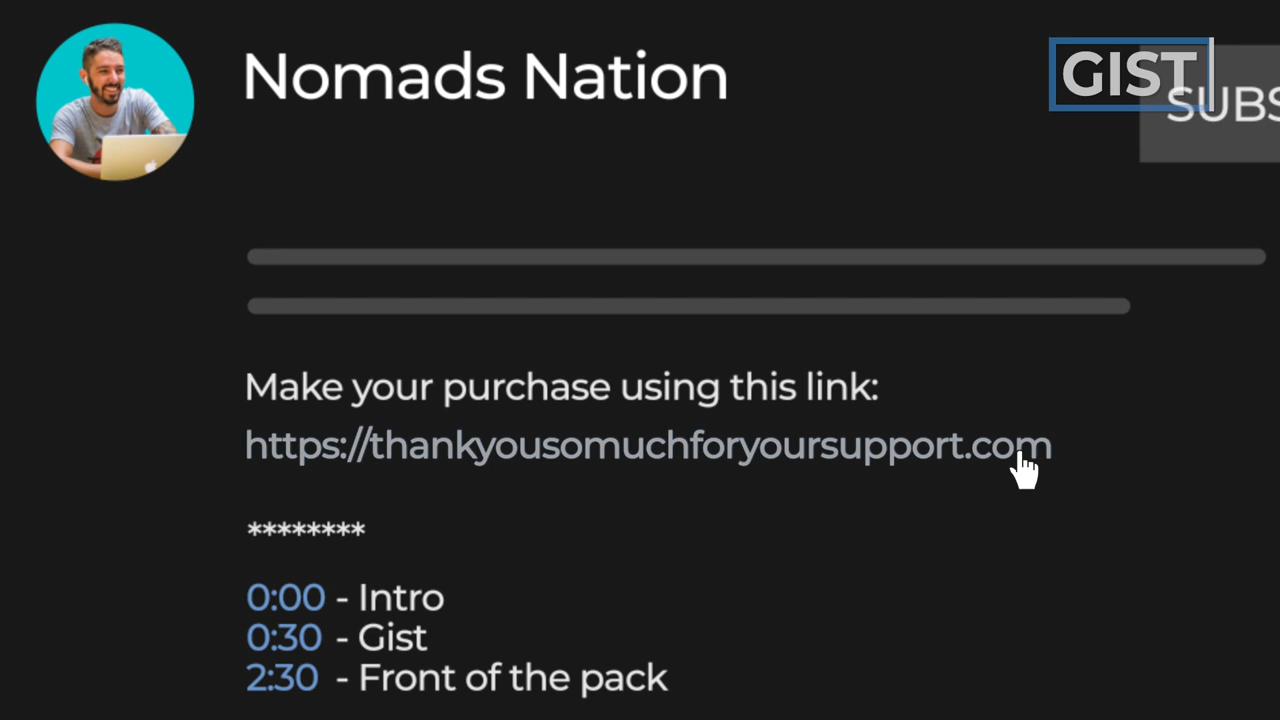 Nomads Nation
GIST
SUBS
Make your purchase using this link:
https://thankyousomuchforyoursupport.com
********
0:00 - Intro
0:30 - Gist
2:30 - Front of the pack